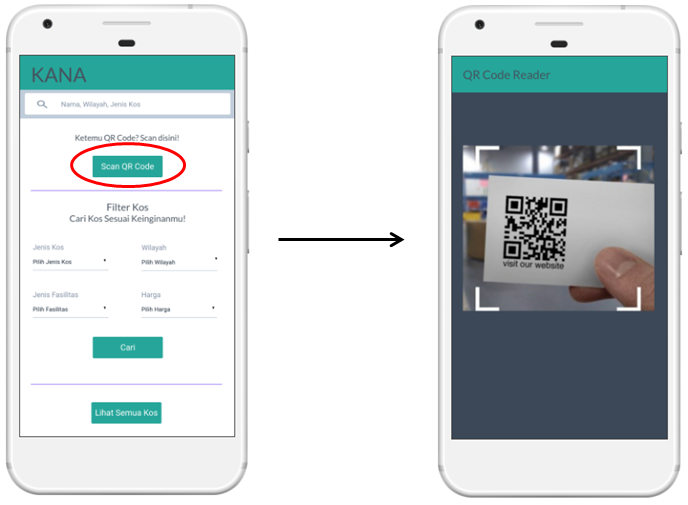 KANA
Nama, Wilayah, Jenis Kos
Ketemu QR Code? Scan disini!
Scan QR Code
Filter Kos
Cari Kos Sesuai Keinginanmu!
Jenis Kos
Wilayah
Pilih Jenis Kos
Pilih Wilayah
Jenis Fasilitas
Harga
Pilih Fasilitas
Pilih Harga
Cari
Lihat Semua Kos
QR Code Reader
visit our website